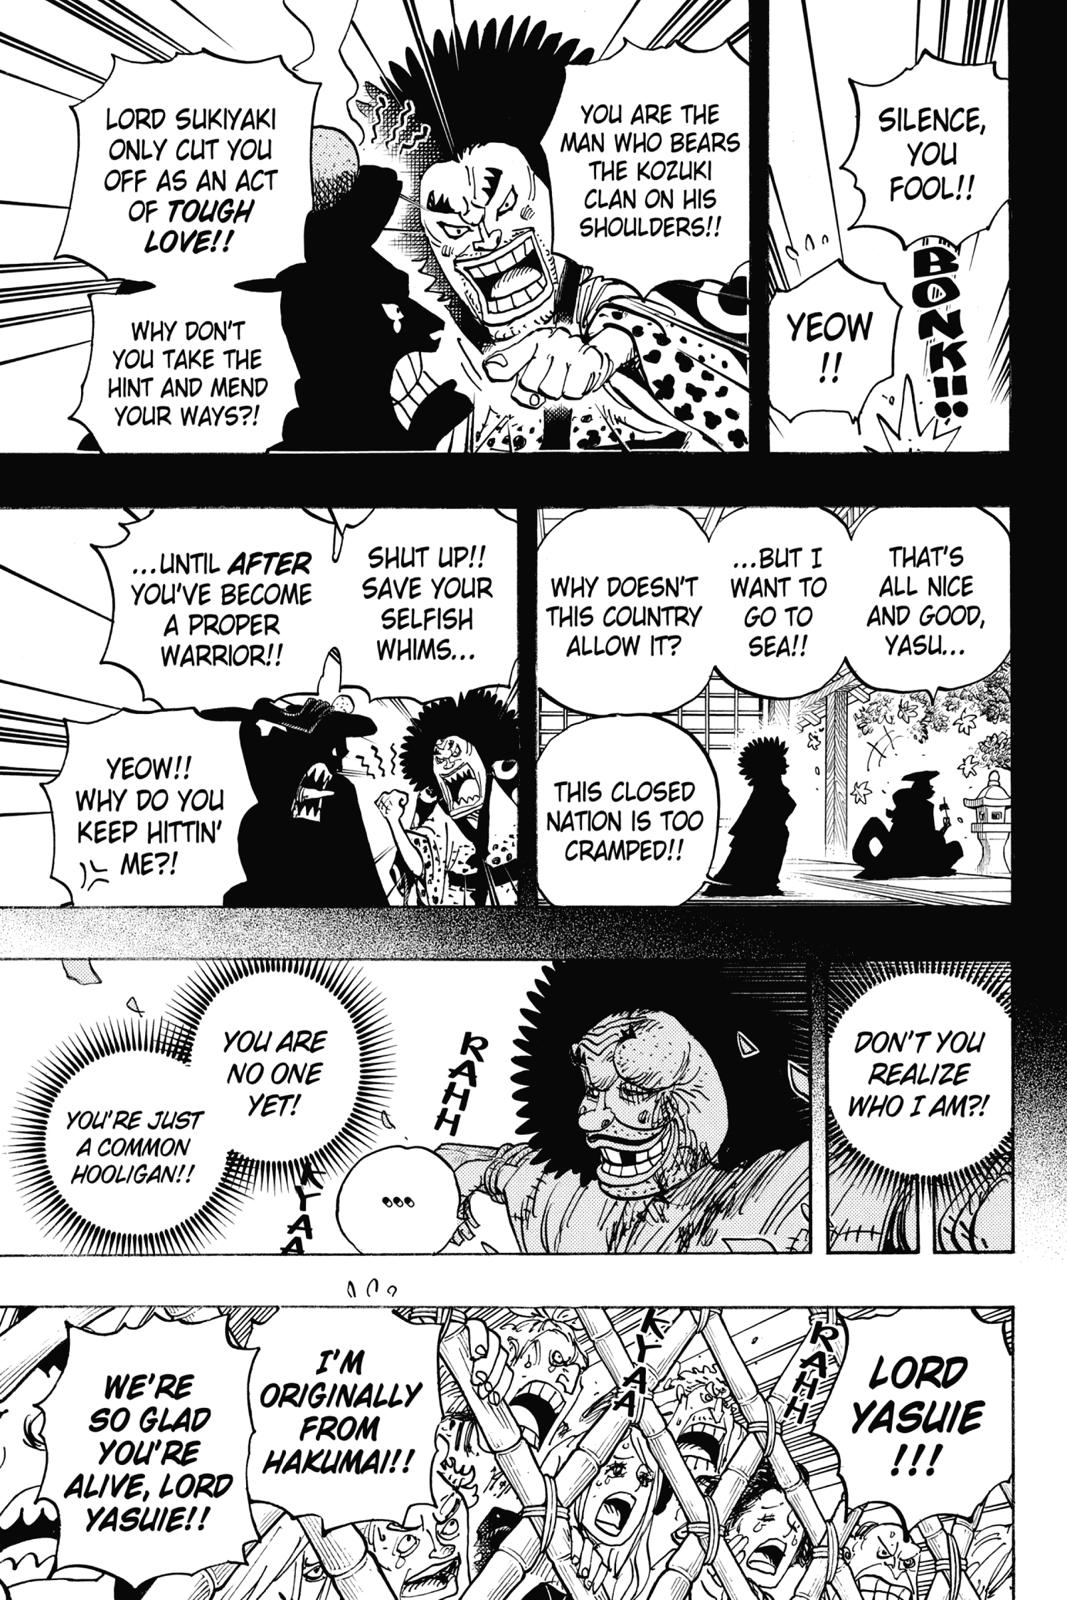 SILENCE,
YOU
FOOL!!
BONK!!
YEOW
!!
YOU ARE THE
MAN WHO BEARS
THE KOZUKI
CLAN ON HIS
SHOULDERS!!
LORD SUKIYAKI
ONLY CUT YOU
OFF AS AN ACT
OF TOUGH
LOVE!!
WHY DON'T
YOU TAKE THE
HINT AND MEND
YOUR WAYS?!
THAT'S
ALL NICE
AND GOOD,
YASU...
...BUT I
WANT TO
GO TO
SEA!!
WHY DOESN'T
THIS COUNTRY
ALLOW IT?
THIS CLOSED
NATION IS TOO
CRAMPED!!
SHUT UP!!
SAVE YOUR
SELFISH
WHIMS...
...UNTIL AFTER
YOU'VE BECOME
A PROPER
WARRIOR!!
YEOW!!
WHY DO YOU
KEEP HITTIN'
ME?!
DON'T YOU
REALIZE
WHO I AM?!
RAHH
YOU ARE
NO ONE
YET!
YOU'RE JUST
A COMMON
HOOLIGAN!!
KYAA
...
LORD
YASUIE
!!!
RAHH
KYAA
I'M
ORIGINALLY
FROM
HAKUMAI!!
WE'RE
SO GLAD
YOU'RE
ALIVE, LORD
YASUIE!!